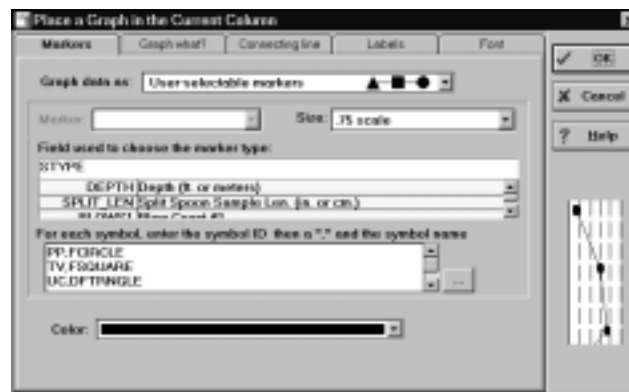 Place a Graph in the Current Column
Markers Graph what? Connecting line Labels Font
Graph data as: User-selectable markers
Marker: Size: .75 scale
Field used to choose the marker type:
STYPE
DEPTH Depth (ft. or meters)
SPLIT_LEN Split Spoon Sample Len. (in. or cm.)
For each symbol, enter the symbol ID then a "," and the symbol name
PP,FCIRCLE
TV,FSQUARE
UC,DFTRNGLE
...
Color:
OK
Cancel
? Help